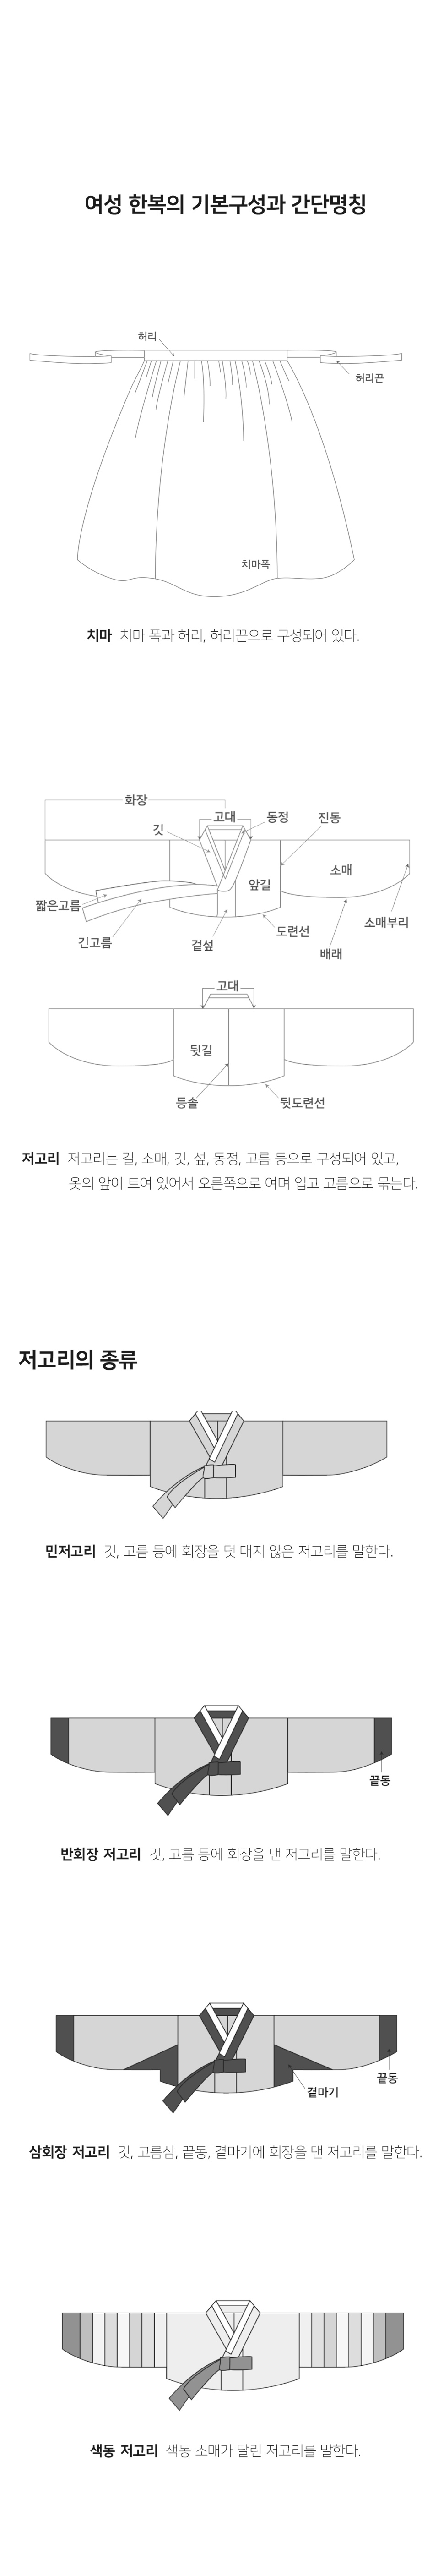 여성 한복의 기본구성과 간단명칭
허리
허리끈
치마폭
치마 치마 폭과 허리, 허리끈으로 구성되어 있다.
화장
고대
동정
진동
깃
앞길
소매
짧은고름
긴고름
겉섶
도련선
배래
소매부리
고대
뒷길
등솔
뒷도련선
저고리 저고리는 길, 소매, 깃, 섶, 동정, 고름 등으로 구성되어 있고,
옷의 앞이 트여 있어서 오른쪽으로 여며 입고 고름으로 묶는다.
저고리의 종류
민저고리 깃, 고름 등에 회장을 덧 대지 않은 저고리를 말한다.
끝동
반회장 저고리 깃, 고름 등에 회장을 댄 저고리를 말한다.
끝동
곁마기
삼회장 저고리 깃, 고름삼, 끝동, 곁마기에 회장을 댄 저고리를 말한다.
색동 저고리 색동 소매가 달린 저고리를 말한다.